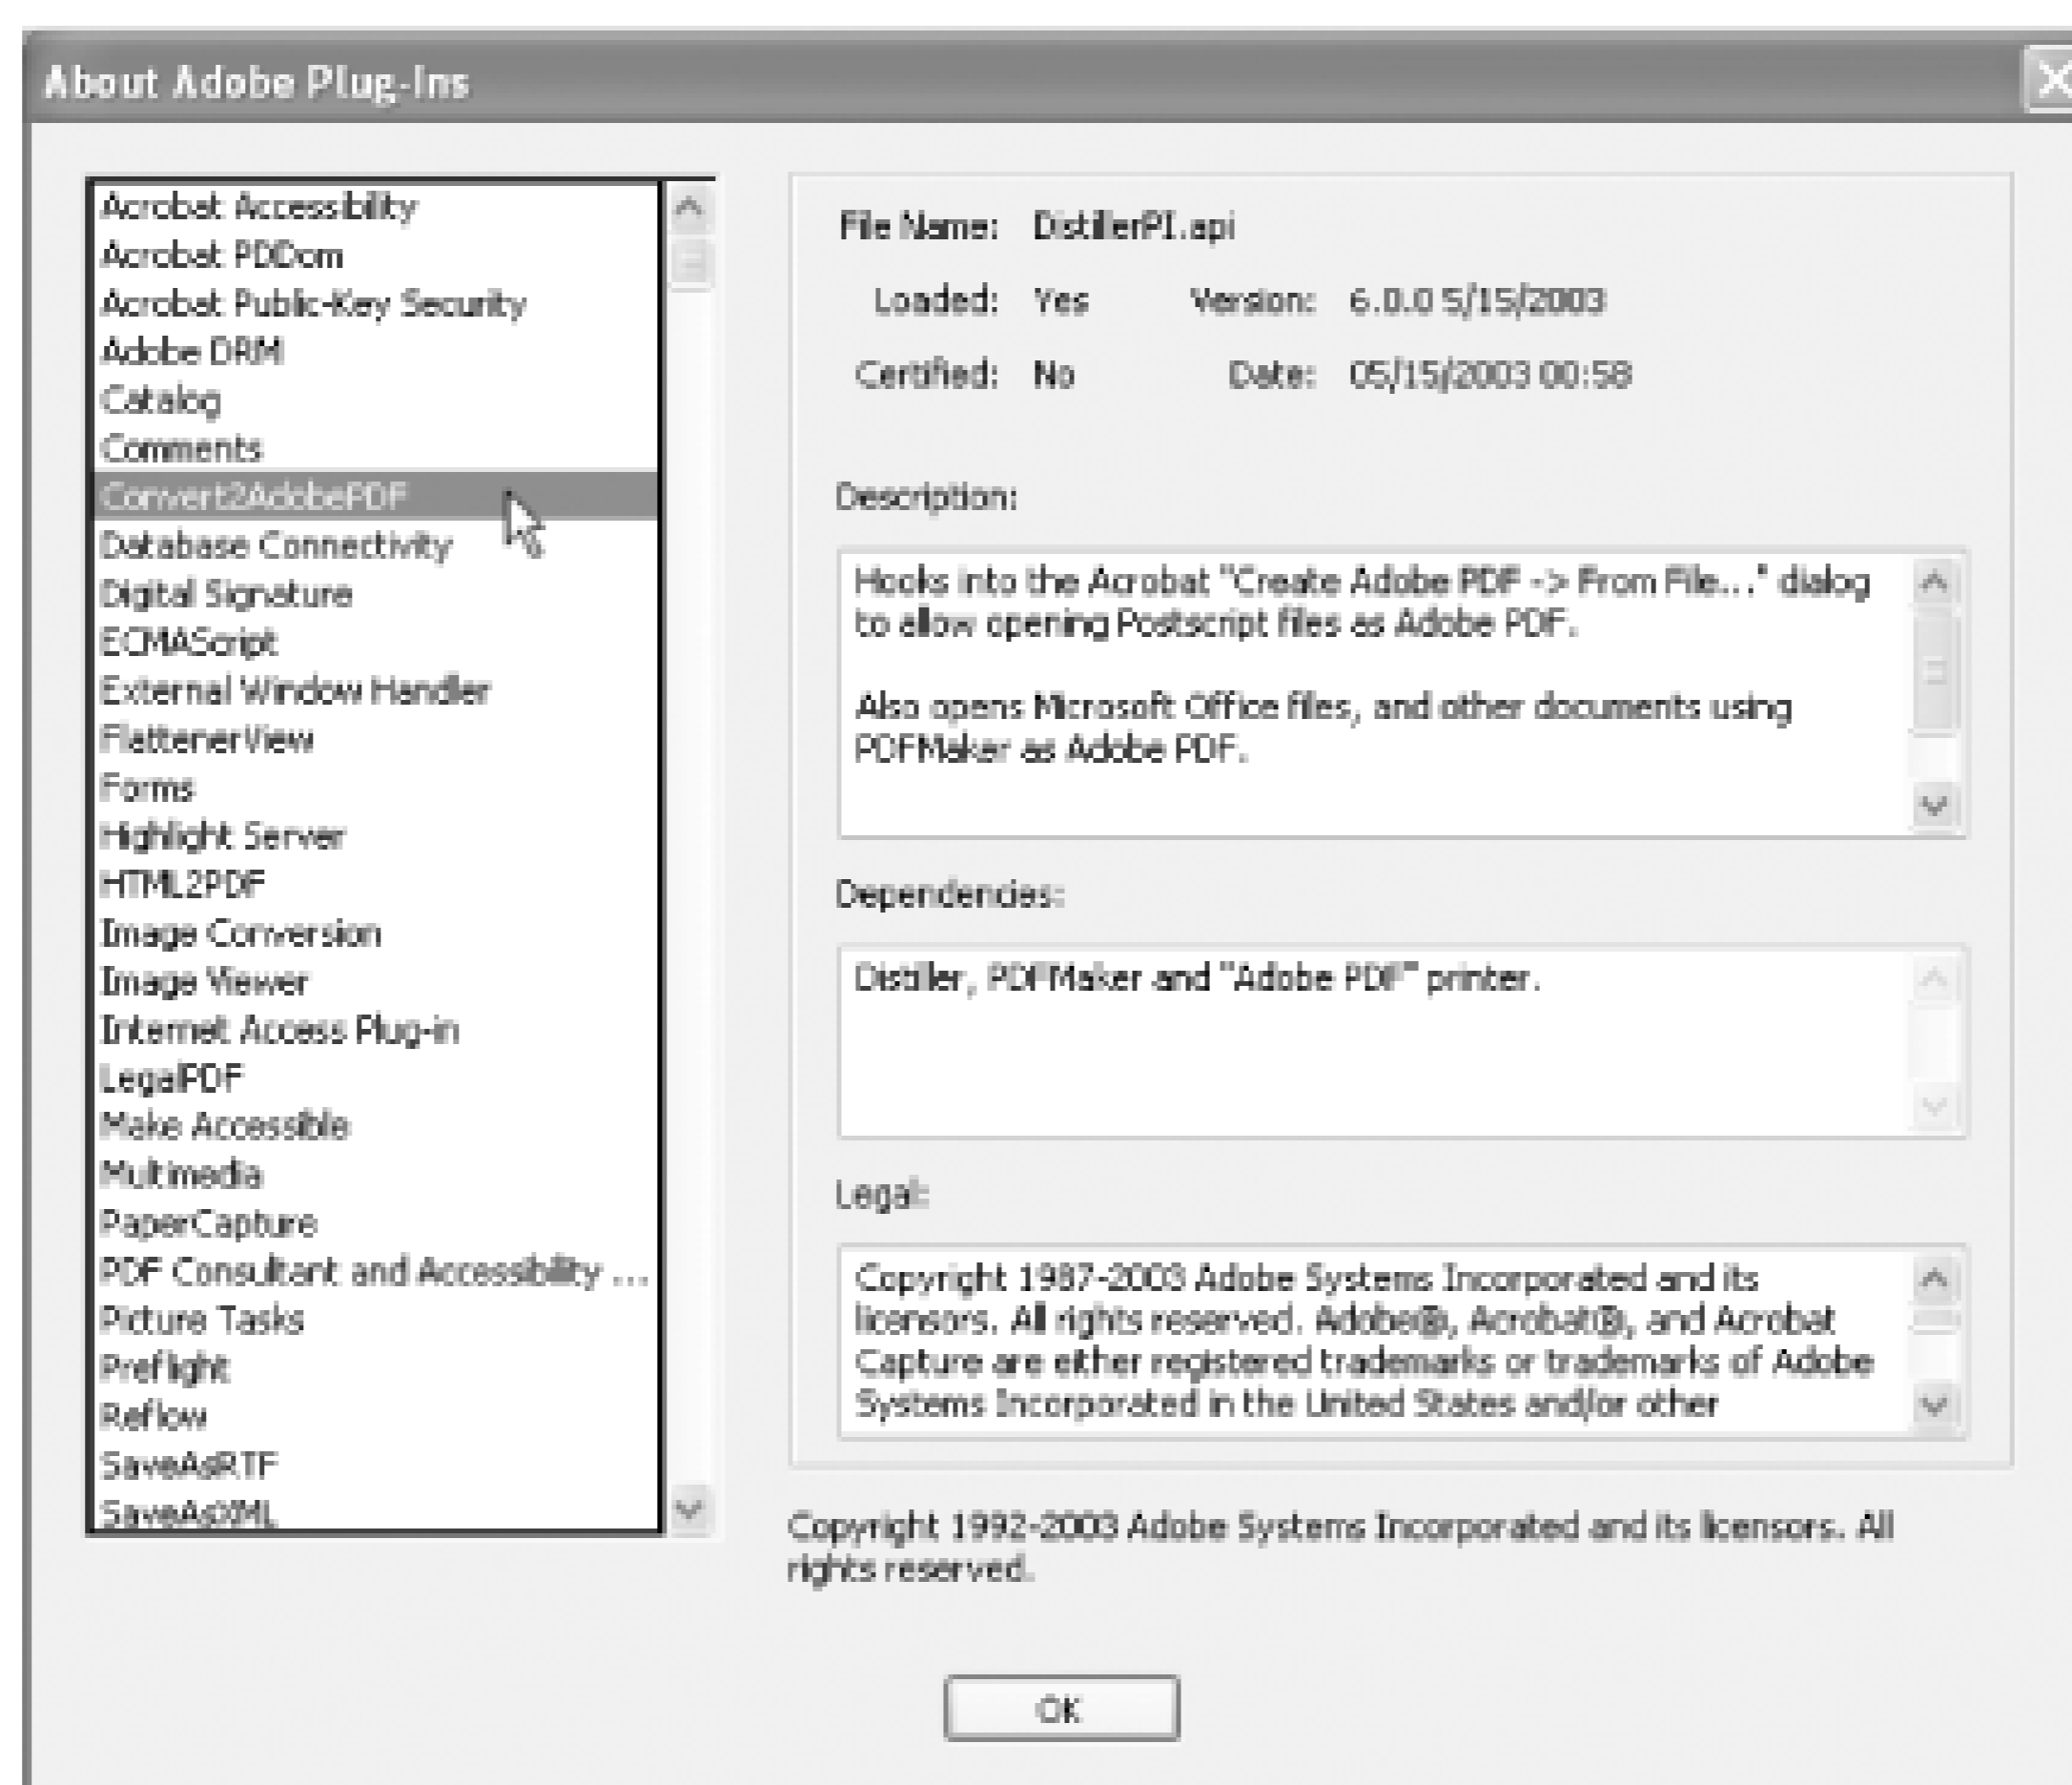 About Adobe Plug-Ins
Acrobat Accessibility
Acrobat PDDom
Acrobat Public-Key Security
Adobe DRM
Catalog
Comments
Convert2AdobePDF
Database Connectivity
Digital Signature
ECMAScript
External Window Handler
FlattenerView
Forms
Highlight Server
HTML2PDF
Image Conversion
Image Viewer
Internet Access Plug-in
LegalPDF
Make Accessible
Multimedia
PaperCapture
PDF Consultant and Accessibility ...
Picture Tasks
Preflight
Reflow
SaveAsRTF
SaveAsXML
File Name: DistillerPI.api
Loaded: Yes Version: 6.0.0 5/15/2003
Certified: No Date: 05/15/2003 00:58
Description:
Hooks into the Acrobat "Create Adobe PDF -> From File..." dialog
to allow opening Postscript files as Adobe PDF.
Also opens Microsoft Office files, and other documents using
PDFMaker as Adobe PDF.
Dependencies:
Distiller, PDFMaker and "Adobe PDF" printer.
Legal:
Copyright 1987-2003 Adobe Systems Incorporated and its
licensors. All rights reserved. Adobe®, Acrobat®, and Acrobat
Capture are either registered trademarks or trademarks of Adobe
Systems Incorporated in the United States and/or other
Copyright 1992-2003 Adobe Systems Incorporated and its licensors. All
rights reserved.
OK